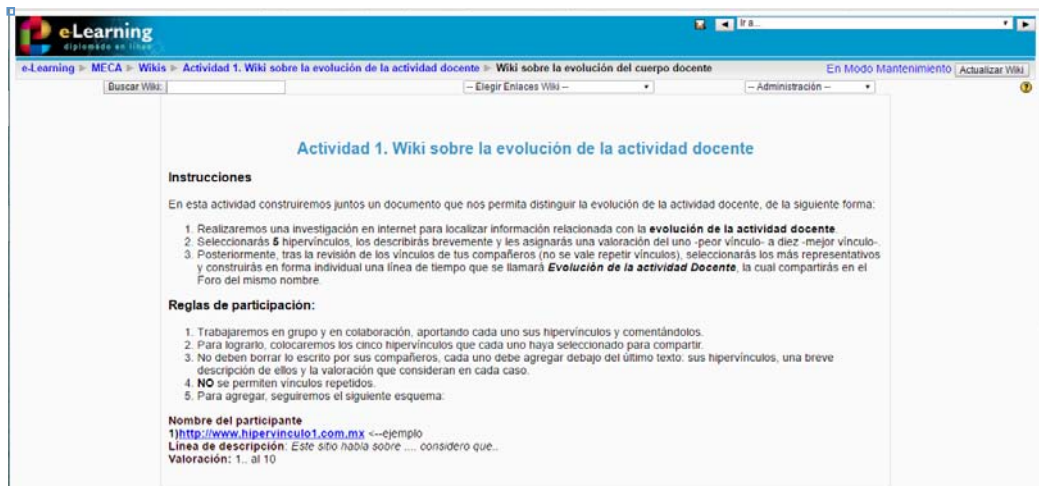 e-Learning
diplomado en línea
Ir a...
e-Learning ► MECA ► Wikis ► Actividad 1. Wiki sobre la evolución de la actividad docente ► Wiki sobre la evolución del cuerpo docente
En Modo Mantenimiento
Actualizar Wiki
Buscar Wiki:
-- Elegir Enlaces Wiki --
-- Administración --
Actividad 1. Wiki sobre la evolución de la actividad docente
Instrucciones
En esta actividad construiremos juntos un documento que nos permita distinguir la evolución de la actividad docente, de la siguiente forma:
1. Realizaremos una investigación en internet para localizar información relacionada con la evolución de la actividad docente.
2. Seleccionarás 5 hipervínculos, los describirás brevemente y les asignarás una valoración del uno -peor vínculo- a diez -mejor vínculo-.
3. Posteriormente, tras la revisión de los vínculos de tus compañeros (no se vale repetir vínculos), seleccionarás los más representativos
y construirás en forma individual una línea de tiempo que se llamará Evolución de la actividad Docente, la cual compartirás en el
Foro del mismo nombre.
Reglas de participación:
1. Trabajaremos en grupo y en colaboración, aportando cada uno sus hipervínculos y comentándolos.
2. Para lograrlo, colocaremos los cinco hipervínculos que cada uno haya seleccionado para compartir.
3. No deben borrar lo escrito por sus compañeros, cada uno debe agregar debajo del último texto: sus hipervínculos, una breve
descripción de ellos y la valoración que consideran en cada caso.
4. NO se permiten vínculos repetidos.
5. Para agregar, seguiremos el siguiente esquema:
Nombre del participante
1)http://www.hipervinculo1.com.mx <--ejemplo
Línea de descripción: Este sitio habla sobre .... considero que..
Valoración: 1.. al 10